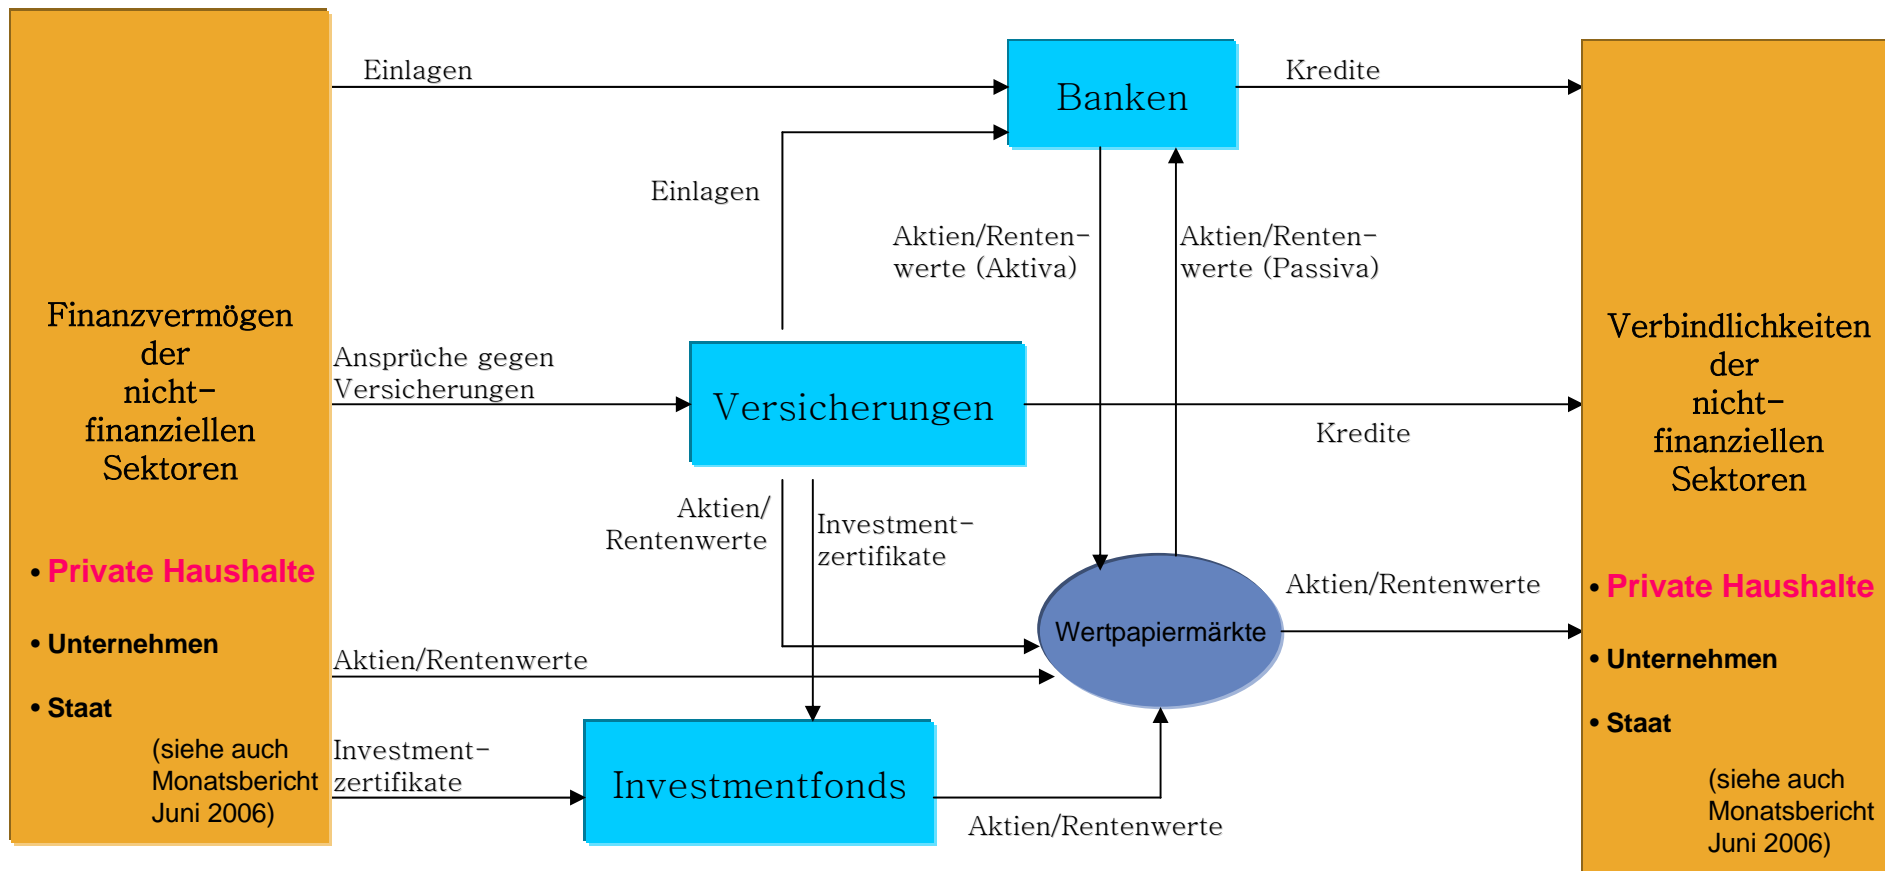 Finanzvermögen
der
nicht-
finanziellen
Sektoren
• Private Haushalte
• Unternehmen
• Staat
(siehe auch
Monatsbericht
Juni 2006)
Einlagen
Banken
Kredite
Einlagen
Aktien/Renten-
werte (Aktiva)
Aktien/Renten-
werte (Passiva)
Ansprüche gegen
Versicherungen
Versicherungen
Kredite
Aktien/
Rentenwerte
Investment-
zertifikate
Aktien/Rentenwerte
Wertpapiermärkte
Aktien/Rentenwerte
Investment-
zertifikate
Investmentfonds
Aktien/Rentenwerte
Verbindlichkeiten
der
nicht-
finanziellen
Sektoren
• Private Haushalte
• Unternehmen
• Staat
(siehe auch
Monatsbericht
Juni 2006)